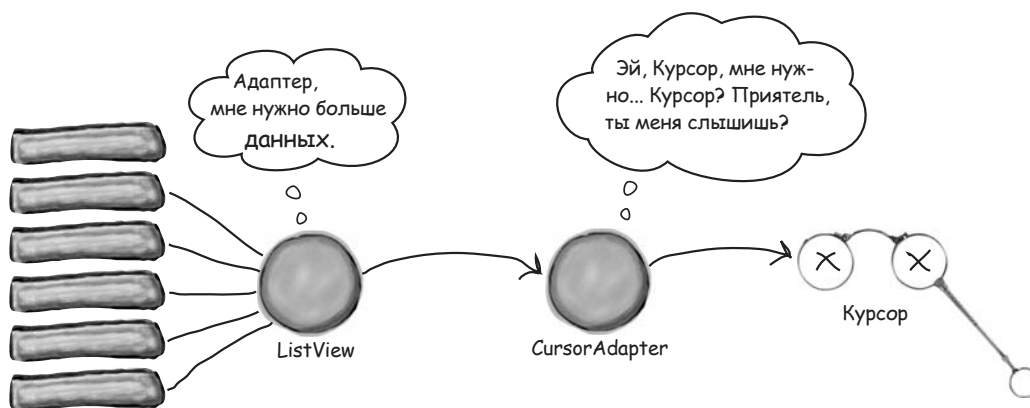 Адаптер,
мне нужно больше
данных.
Эй, Курсор, мне нуж-
но... Курсор? Приятель,
ты меня слышишь?
ListView
CursorAdapter
Курсор